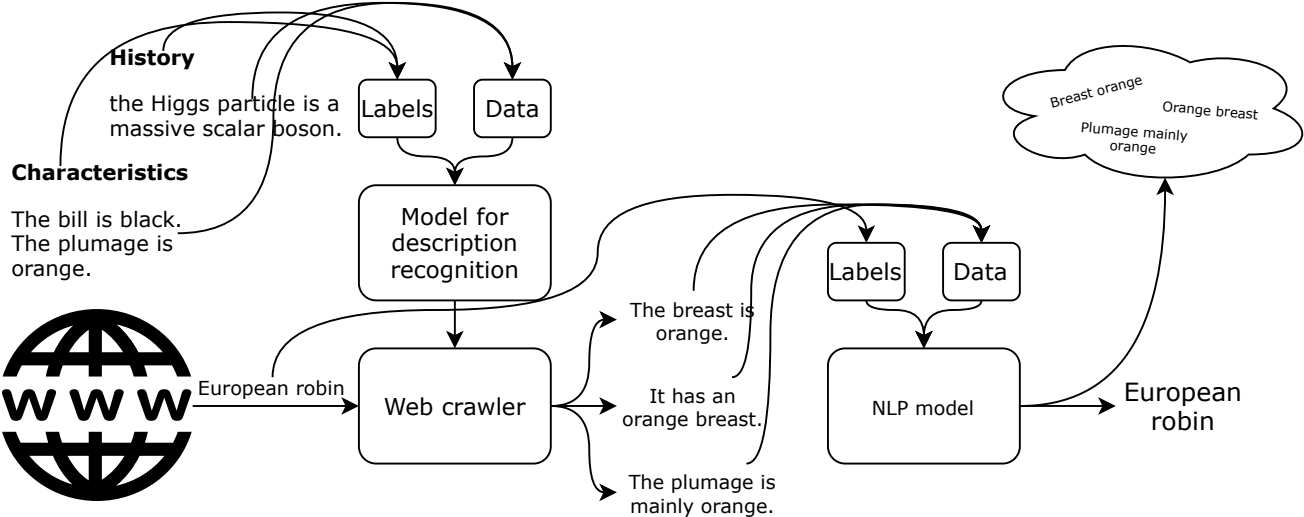 History
the Higgs particle is a
massive scalar boson.
Characteristics
The bill is black.
The plumage is
orange.
Labels
Data
Model for
description
recognition
W W W
European robin
Web crawler
The breast is
orange.
It has an
orange breast.
The plumage is
mainly orange.
Labels
Data
NLP model
Breast orange
Orange breast
Plumage mainly
orange
European
robin